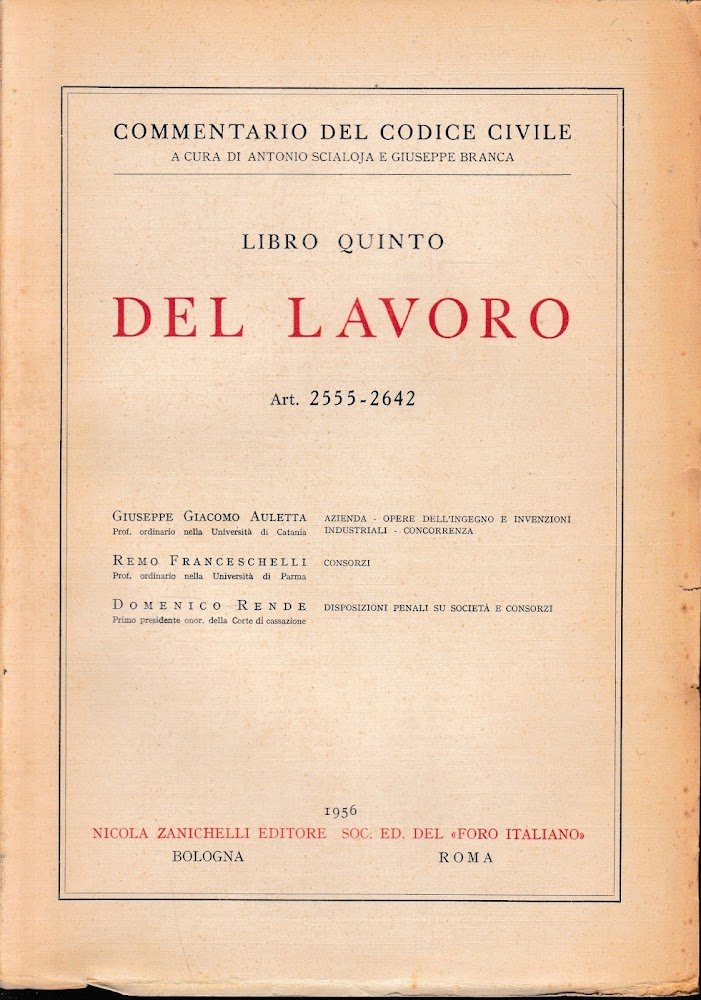 COMMENTARIO DEL CODICE CIVILE
A CURA DI ANTONIO SCIALOJA E GIUSEPPE BRANCA
LIBRO QUINTO
DEL LAVORO
Art. 2555-2642
GIUSEPPE GIACOMO AULETTA
Prof. ordinario nella Università di Catania
AZIENDA - OPERE DELL'INGEGNO E INVENZIONI
INDUSTRIALI - CONCORRENZA
REMO FRANCESCHELLI
Prof. ordinario nella Università di Parma
CONSORZI
DOMENICO RENDE
Primo presidente onor. della Corte di cassazione
DISPOSIZIONI PENALI SU SOCIETÀ E CONSORZI
1956
NICOLA ZANICHELLI EDITORE SOC. ED. DEL «FORO ITALIANO»
BOLOGNA ROMA